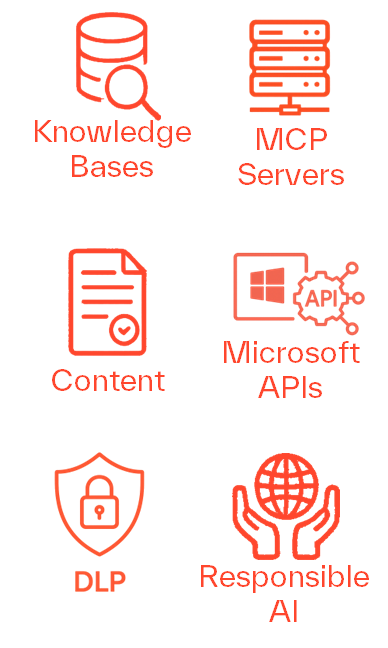 Knowledge
Bases
MCP
Servers
Content
API
Microsoft
APIs
DLP
Responsible
AI